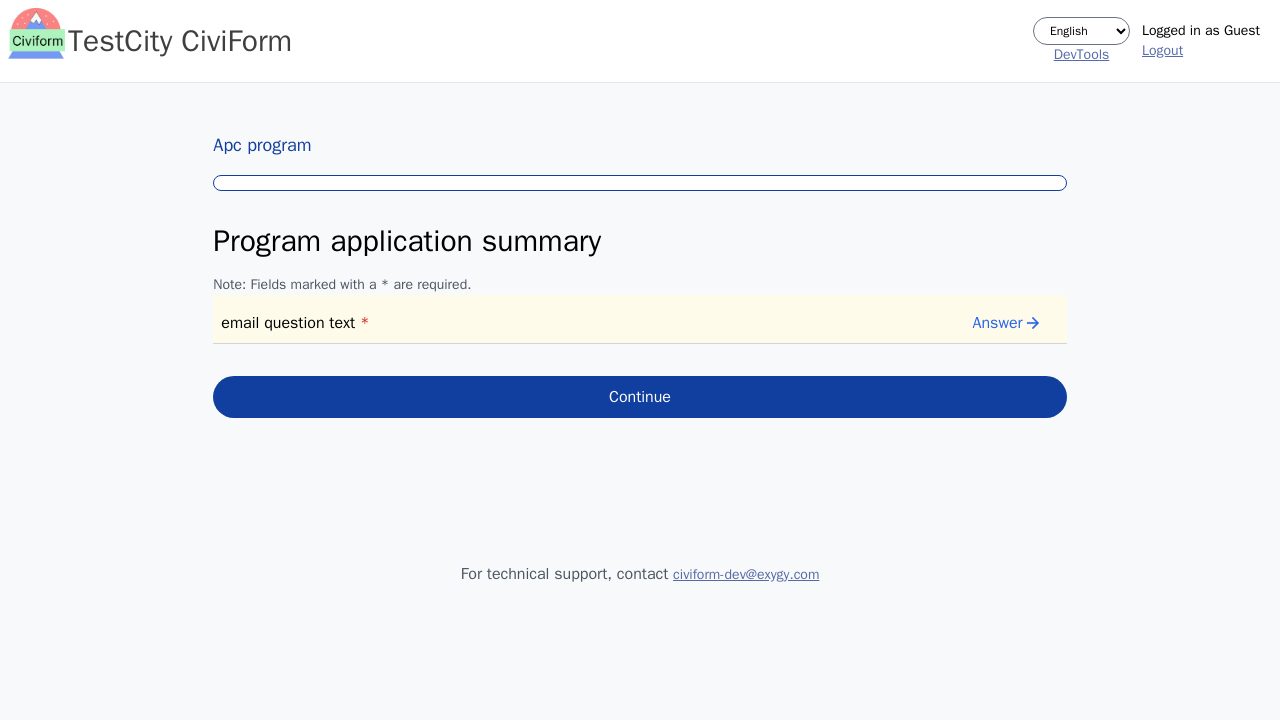 Civiform
TestCity CiviForm
English
DevTools
Logged in as Guest
Logout
Apc program
Program application summary
Note: Fields marked with a * are required.
email question text *
Answer
Continue
For technical support, contact civiform-dev@exygy.com